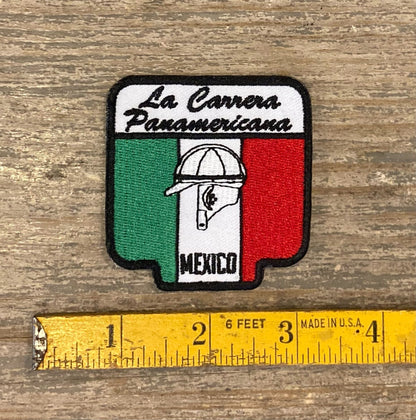 La Carrera
Panamericana
MEXICO
1 2 6 FEET 3 MADE IN U.S.A. 4